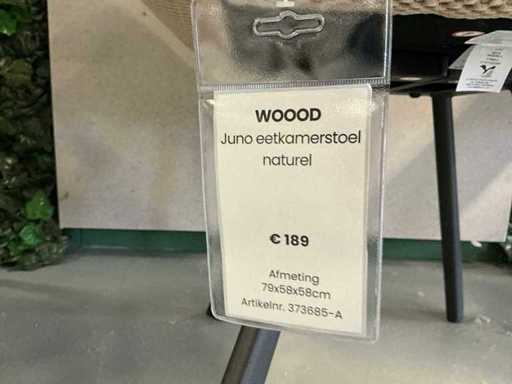 WOOOD
Juno eetkamerstoel
naturel
€ 189
Afmeting
79x58x58cm
Artikelnr. 373685-A